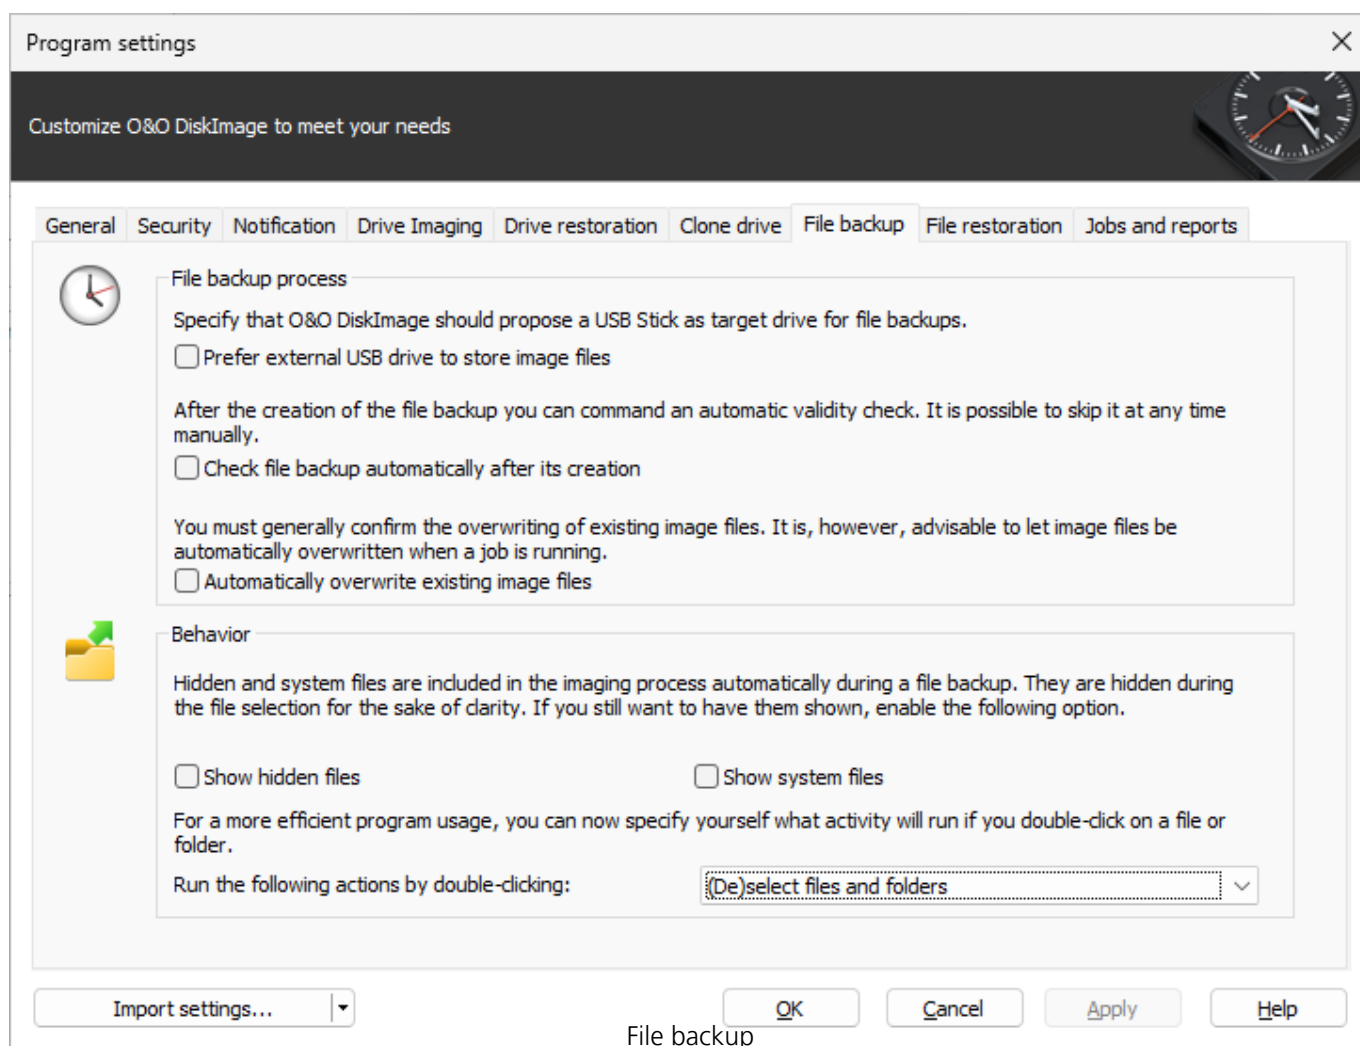 Program settings
Customize O&O DiskImage to meet your needs
General Security Notification Drive Imaging Drive restoration Clone drive File backup File restoration Jobs and reports
File backup process
Specify that O&O DiskImage should propose a USB Stick as target drive for file backups.
Prefer external USB drive to store image files
After the creation of the file backup you can command an automatic validity check. It is possible to skip it at any time
manually.
Check file backup automatically after its creation
You must generally confirm the overwriting of existing image files. It is, however, advisable to let image files be
automatically overwritten when a job is running.
Automatically overwrite existing image files
Behavior
Hidden and system files are included in the imaging process automatically during a file backup. They are hidden during
the file selection for the sake of clarity. If you still want to have them shown, enable the following option.
Show hidden files Show system files
For a more efficient program usage, you can now specify yourself what activity will run if you double-click on a file or
folder.
Run the following actions by double-clicking: (De)select files and folders
Import settings... OK Cancel Apply Help
File backup